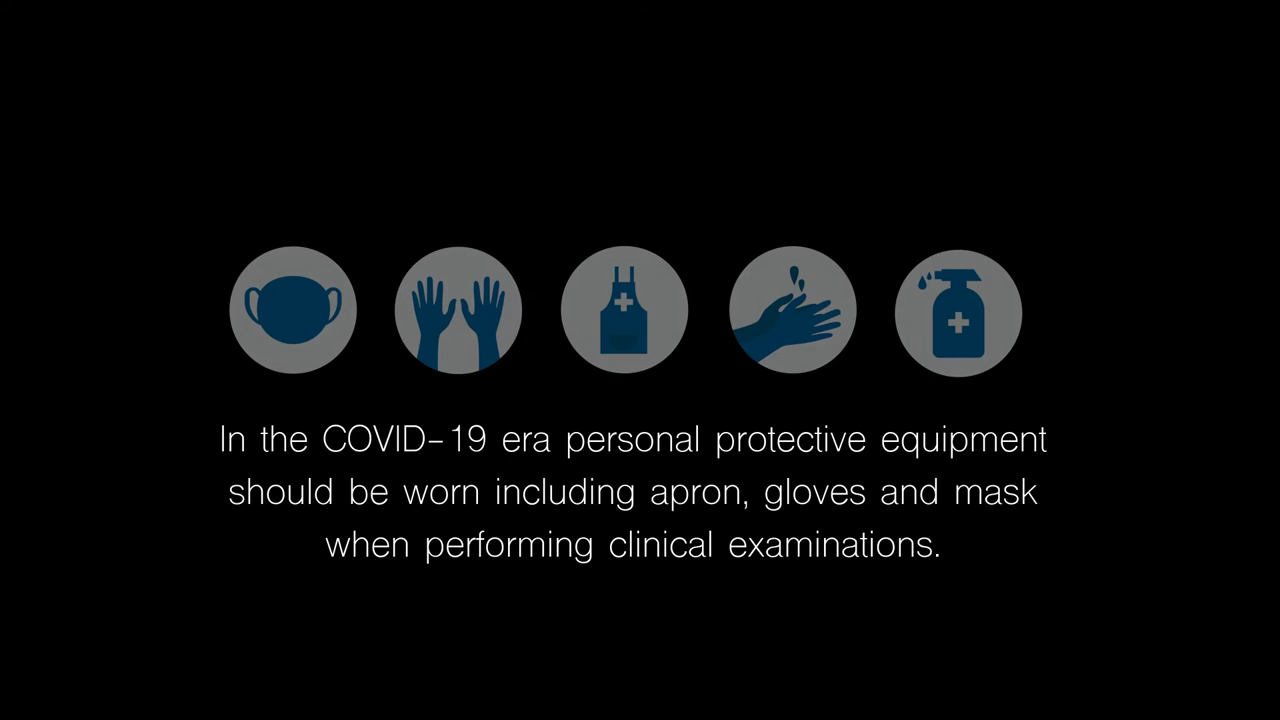 In the COVID-19 era personal protective equipment
should be worn including apron, gloves and mask
when performing clinical examinations.